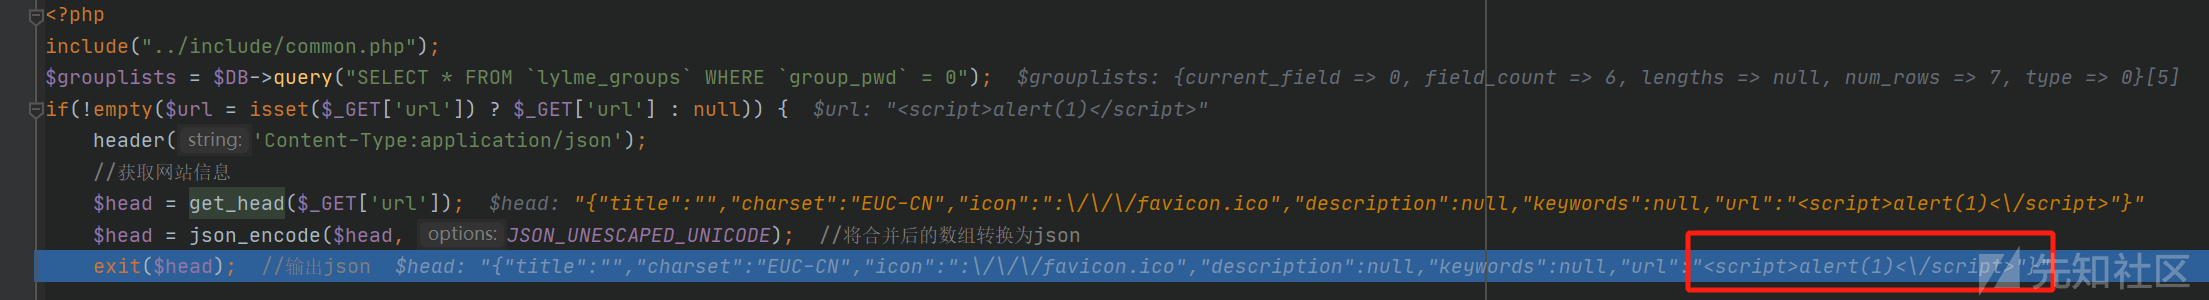 <?php
include("../include/common.php");
$grouplists = $DB->query("SELECT * FROM `lylme_groups` WHERE `group_pwd` = 0");  $grouplists: {current_field => 0, field_count => 6, lengths => null, num_rows => 7, type => 0}[5]
if(!empty($url = isset($_GET['url']) ? $_GET['url'] : null)) {  $url: "<script>alert(1)</script>"
header( string: 'Content-Type:application/json');
//获取网站信息
$head = get_head($_GET['url']);  $head: "{"title":"","charset":"EUC-CN","icon":":\/\/\/favicon.ico","description":null,"keywords":null,"url":"<script>alert(1)<\/script>"}"
$head = json_encode($head, options: JSON_UNESCAPED_UNICODE);  //将合并后的数组转换为json
exit($head);  //输出json  $head: "{"title":"","charset":"EUC-CN","icon":":\/\/\/favicon.ico","description":null,"keywords":null,"url":"<script>alert(1)<\/script>"}"
先知社区